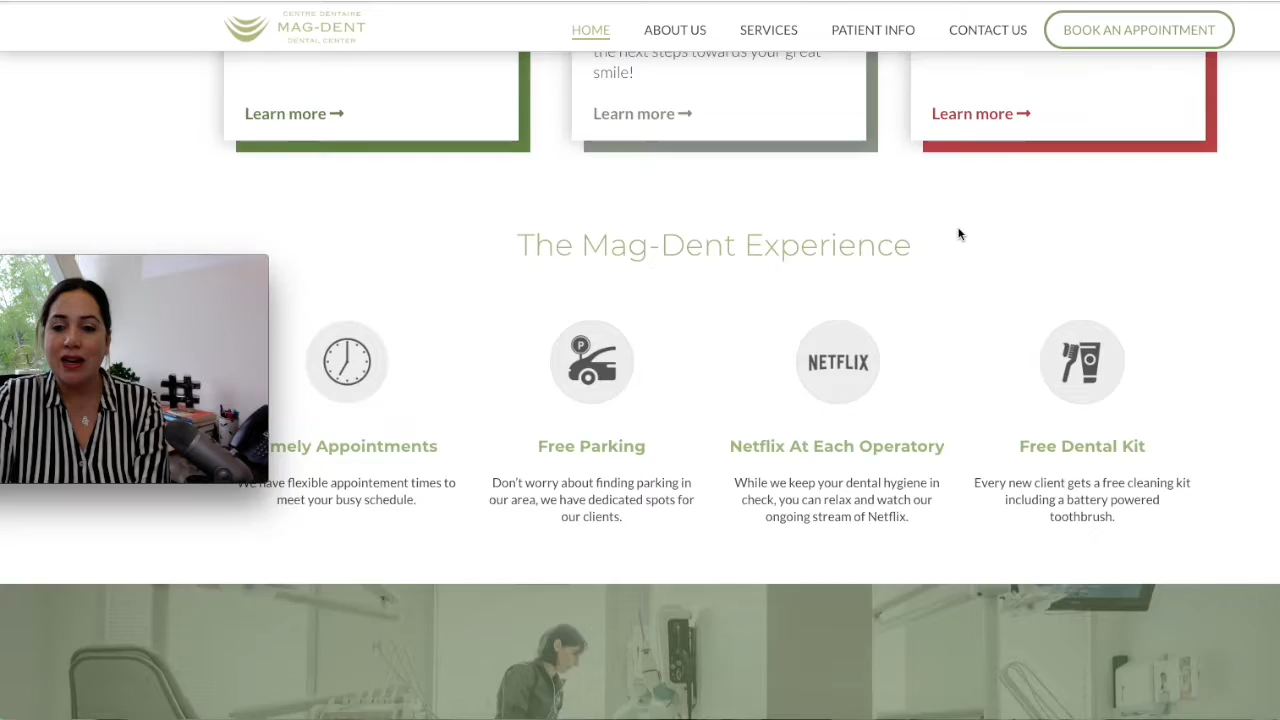 CENTRE DENTAIRE
MAG-DENT
DENTAL CENTER
HOME ABOUT US SERVICES PATIENT INFO CONTACT US BOOK AN APPOINTMENT
the next steps towards your great
smile!
Learn more
Learn more
Learn more
The Mag-Dent Experience
P
NETFLIX
mely Appointments
We have flexible appointement times to
meet your busy schedule.
Free Parking
Don't worry about finding parking in
our area, we have dedicated spots for
our clients.
Netflix At Each Operatory
While we keep your dental hygiene in
check, you can relax and watch our
ongoing stream of Netflix.
Free Dental Kit
Every new client gets a free cleaning kit
including a battery powered
toothbrush.